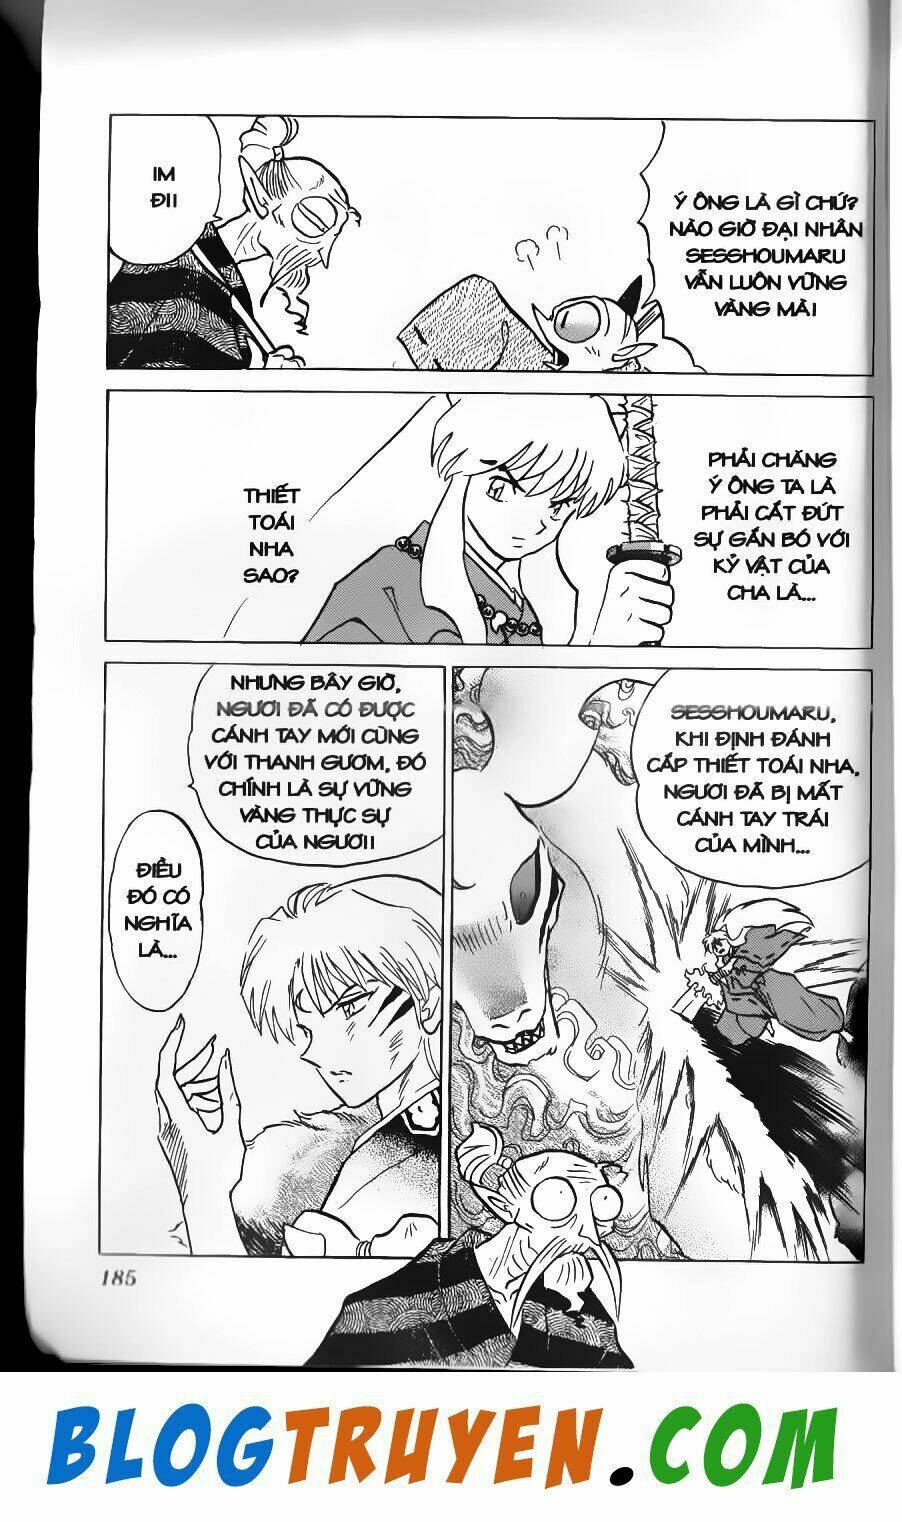 Ý ÔNG LÀ GÌ CHỨ?
NÀO GIỜ ĐẠI NHÂN
SESSHOUMARU
VẪN LUÔN VỮNG
VÀNG MÀ!
IM
ĐI!
PHẢI CHĂNG
Ý ÔNG TA LÀ
PHẢI CẮT ĐỨT
SỰ GẮN BÓ VỚI
KỶ VẬT CỦA
CHA LÀ...
THIẾT
TOÁI
NHA
SAO?
SESSHOUMARU,
KHI ĐỊNH ĐÁNH
CẮP THIẾT TOÁI NHA,
NGƯƠI ĐÃ BỊ MẤT
CÁNH TAY TRÁI
CỦA MÌNH...
NHƯNG BÂY GIỜ,
NGƯƠI ĐÃ CÓ ĐƯỢC
CÁNH TAY MỚI CÙNG
VỚI THANH GƯƠM, ĐÓ
CHÍNH LÀ SỰ VỮNG
VÀNG THỰC SỰ
CỦA NGƯƠI!
ĐIỀU
ĐÓ CÓ
NGHĨA
LÀ...
185
BLOGTRUYEN.COM